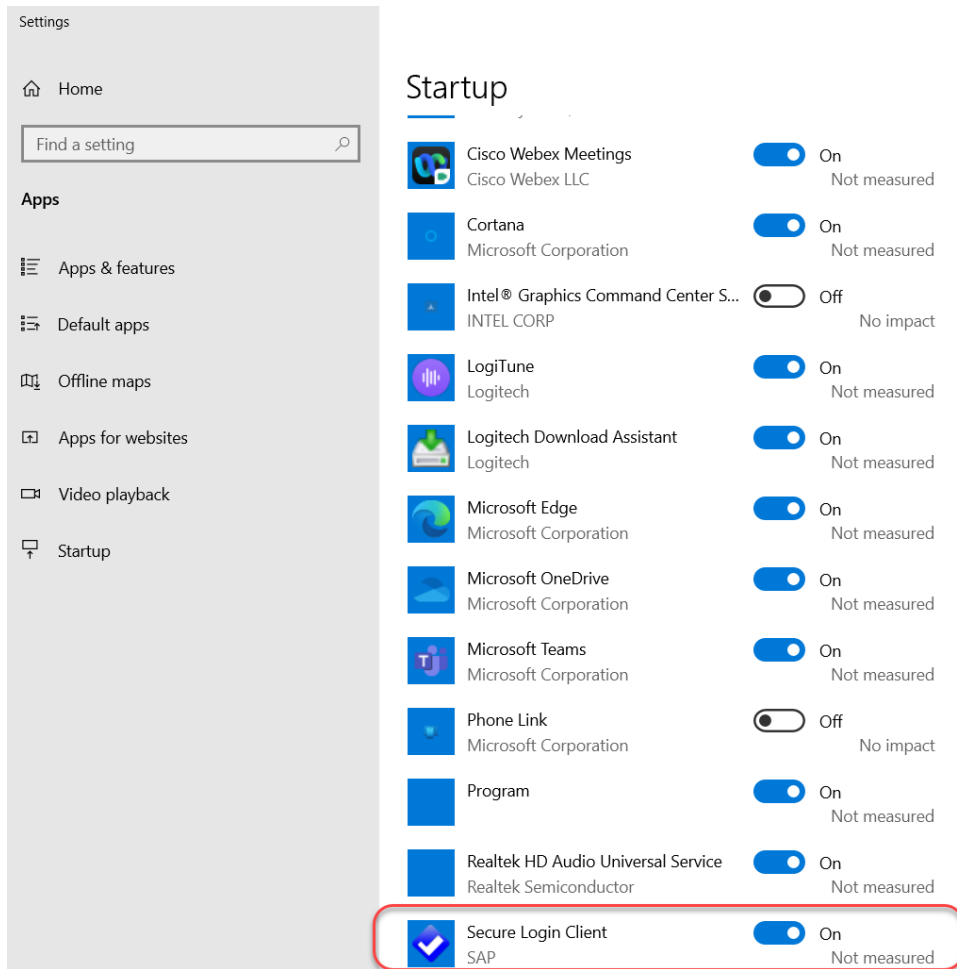 Settings
Home
Find a setting
Apps
Apps & features
Default apps
Offline maps
Apps for websites
Video playback
Startup
Startup
Cisco Webex Meetings
On
Cisco Webex LLC
Not measured
Cortana
On
Microsoft Corporation
Not measured
Intel® Graphics Command Center S...
Off
INTEL CORP
No impact
LogiTune
On
Logitech
Not measured
Logitech Download Assistant
On
Logitech
Not measured
Microsoft Edge
On
Microsoft Corporation
Not measured
Microsoft OneDrive
On
Microsoft Corporation
Not measured
Microsoft Teams
On
Microsoft Corporation
Not measured
Phone Link
Off
Microsoft Corporation
No impact
Program
On
Not measured
Realtek HD Audio Universal Service
On
Realtek Semiconductor
Not measured
Secure Login Client
On
SAP
Not measured